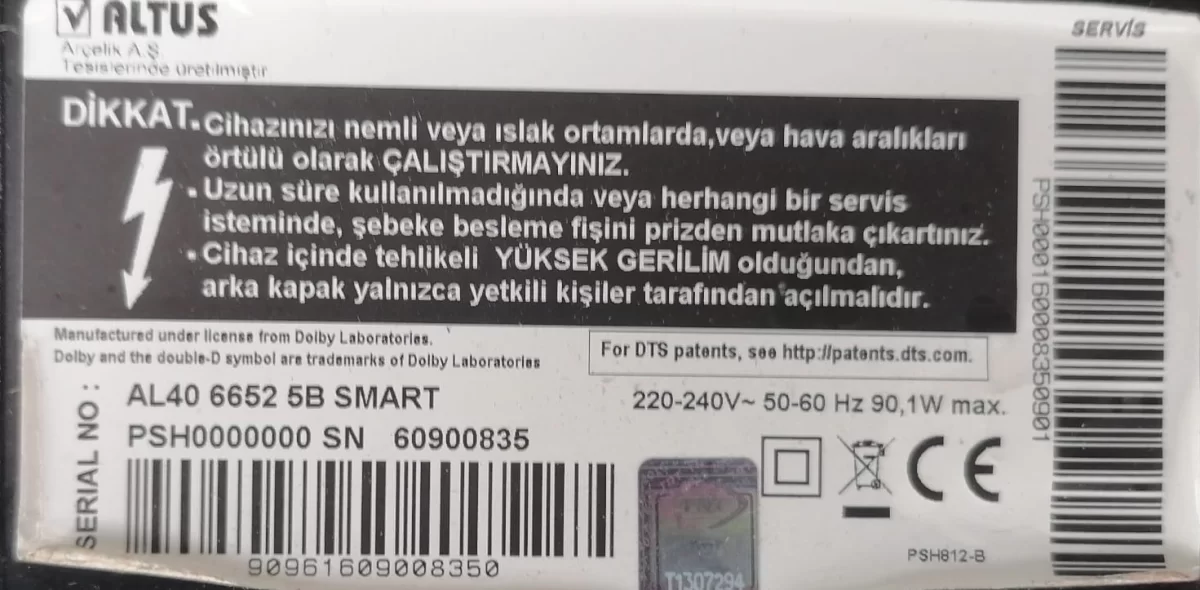 ALTUS
Arçelik A.Ş.
Tesislerinde üretilmiştir
SERVİS
DİKKAT
• Cihazınızı nemli veya ıslak ortamlarda,veya hava aralıkları
örtülü olarak ÇALIŞTIRMAYINIZ.
• Uzun süre kullanılmadığında veya herhangi bir servis
isteminde, şebeke besleme fişini prizden mutlaka çıkartınız.
• Cihaz içinde tehlikeli YÜKSEK GERİLİM olduğundan,
arka kapak yalnızca yetkili kişiler tarafından açılmalıdır.
Manufactured under license from Dolby Laboratories.
Dolby and the double-D symbol are trademarks of Dolby Laboratories
For DTS patents, see http://patents.dts.com.
SERIAL NO :
AL40 6652 5B SMART
220-240V~ 50-60 Hz 90,1W max.
PSH0000000 SN 60900835
90961609008350
T1307294
CE
PSH812-B
PSH0001600008350901